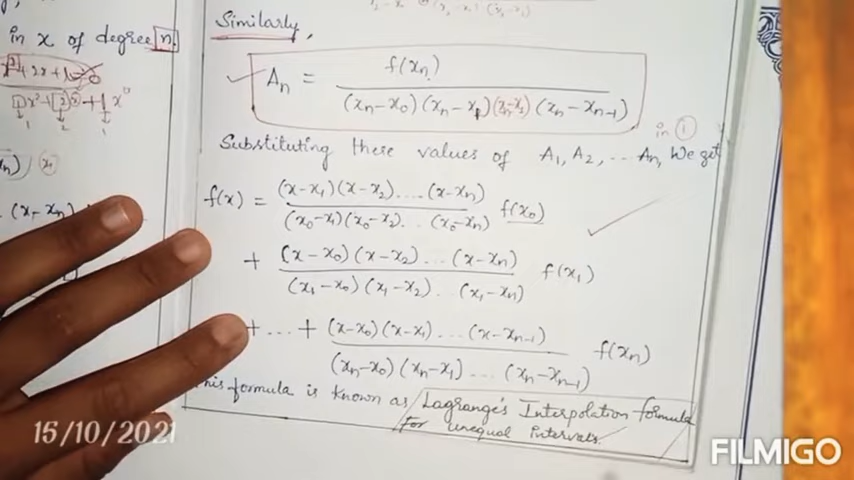 in x of degree n.
Similarly,
Aₙ = f(xₙ) / (xₙ-x₀)(xₙ-x₁)(xₙ-x₂)(xₙ-xₙ₋₁)
in ①
Substituting these values of A₁, A₂, ... Aₙ, We get
f(x) = (x-x₁)(x-x₂)....(x-xₙ) / (x₀-x₁)(x₀-x₂)...(x₀-xₙ) f(x₀)
+ (x-x₀)(x-x₂)...(x-xₙ) / (x₁-x₀)(x₁-x₂)..(x₁-xₙ) f(x₁)
+ ... + (x-x₀)(x-x₁)....(x-xₙ₋₁) / (xₙ-x₀)(xₙ-x₁)...(xₙ-xₙ₋₁) f(xₙ)
This formula is known as Lagrange's Interpolation formula
For unequal intervals.
15/10/2021
FILMIGO